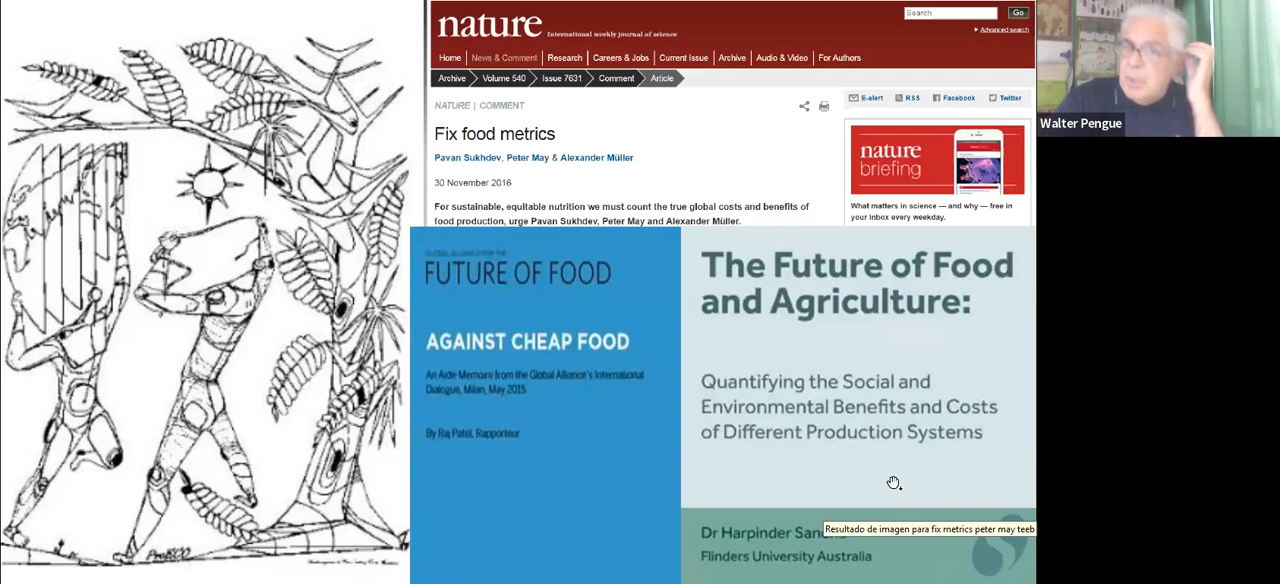 nature International weekly journal of science
Search Go
Advanced search
Home News & Comment Research Careers & Jobs Current Issue Archive Audio & Video For Authors
Archive Volume 540 Issue 7631 Comment Article
NATURE | COMMENT
E-alert RSS Facebook Twitter
Fix food metrics
Pavan Sukhdev, Peter May & Alexander Müller
30 November 2016
For sustainable, equitable nutrition we must count the true global costs and benefits of
food production, urge Pavan Sukhdev, Peter May and Alexander Müller.
nature
briefing
What matters in science — and why — free in
your inbox every weekday.
Walter Pengue
GLOBAL ALLIANCE FOR THE
FUTURE OF FOOD
AGAINST CHEAP FOOD
An Aide-Memoire from the Global Alliance's International
Dialogue, Milan, May 2015
By Raj Patel, Rapporteur
The Future of Food
and Agriculture:
Quantifying the Social and
Environmental Benefits and Costs
of Different Production Systems
Dr Harpinder
Resultado de imagen para fix metrics peter may teeb
Flinders University Australia